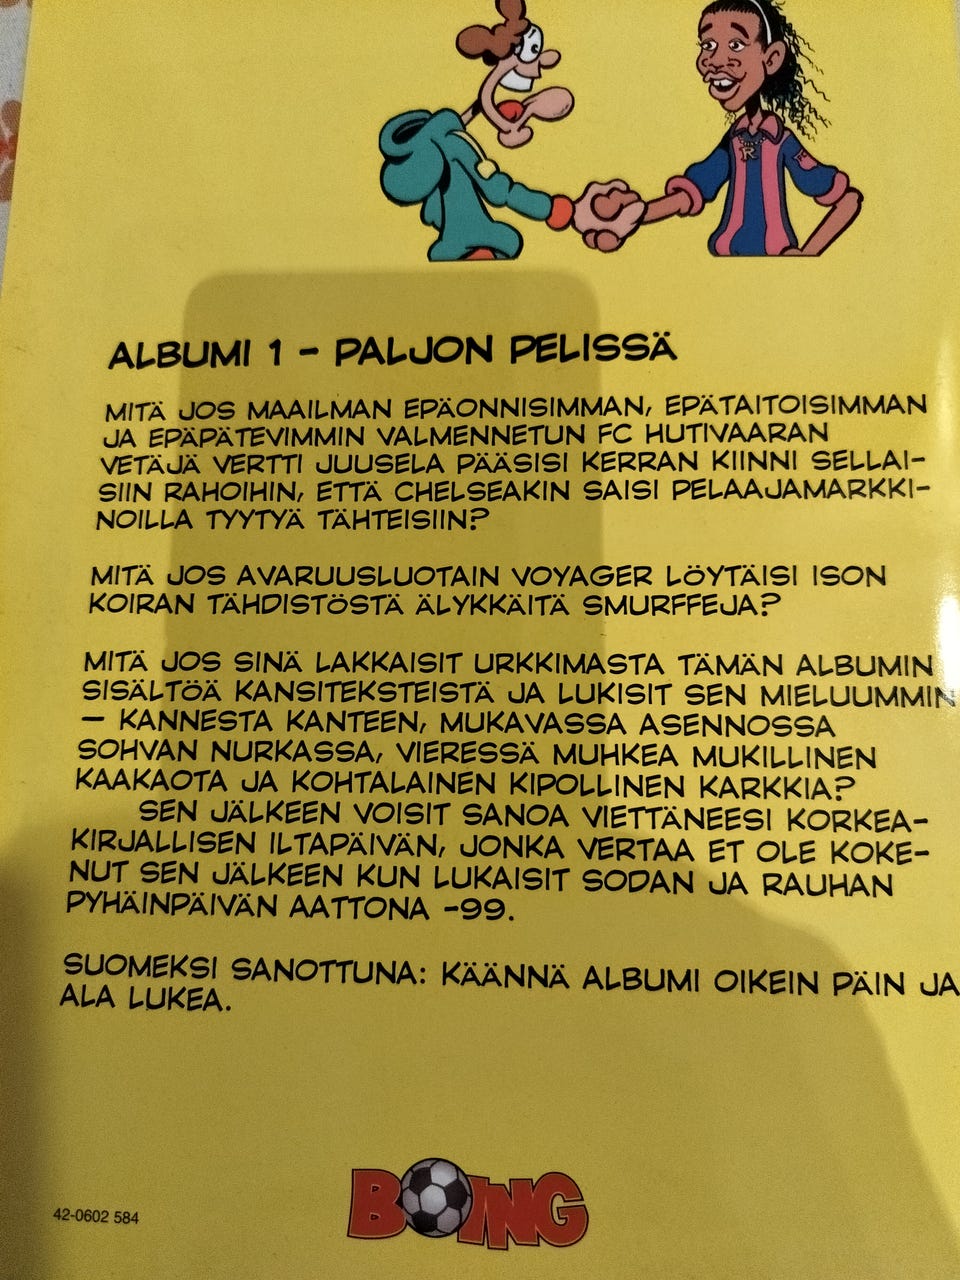 ALBUMI 1 - PALJON PELISSÄ
MITÄ JOS MAAILMAN EPÄONNISIMMAN, EPÄTAITOISIMMAN
JA EPÄPÄTEVIMMIN VALMENNETUN FC HUTIVAARAN
VETÄJÄ VERTTI JUUSELA PÄÄSISI KERRAN KIINNI SELLAI-
SIIN RAHOIHIN, ETTÄ CHELSEAKIN SAISI PELAAJAMARKKI-
NOILLA TYYTYÄ TÄHTEISIIN?
MITÄ JOS AVARUUSLUOTAIN VOYAGER LÖYTÄISI ISON
KOIRAN TÄHDISTÖSTÄ ÄLYKKÄITÄ SMURFFEJA?
MITÄ JOS SINÄ LAKKAISIT URKKIMASTA TÄMÄN ALBUMIN
SISÄLTÖÄ KANSITEKSTEISTÄ JA LUKISIT SEN MIELUUMMIN
– KANNESTA KANTEEN, MUKAVASSA ASENNOSSA
SOHVAN NURKASSA, VIERESSÄ MUHKEA MUKILLINEN
KAAKAOTA JA KOHTALAINEN KIPOLLINEN KARKKIA?
SEN JÄLKEEN VOISIT SANOA VIETTÄNEESI KORKEA-
KIRJALLISEN ILTAPÄIVÄN, JONKA VERTAA ET OLE KOKE-
NUT SEN JÄLKEEN KUN LUKAISIT SODAN JA RAUHAN
PYHÄINPÄIVÄN AATTONA -99.
SUOMEKSI SANOTTUNA: KÄÄNNÄ ALBUMI OIKEIN PÄIN JA
ALA LUKEA.
42-0602 584
BOING
R